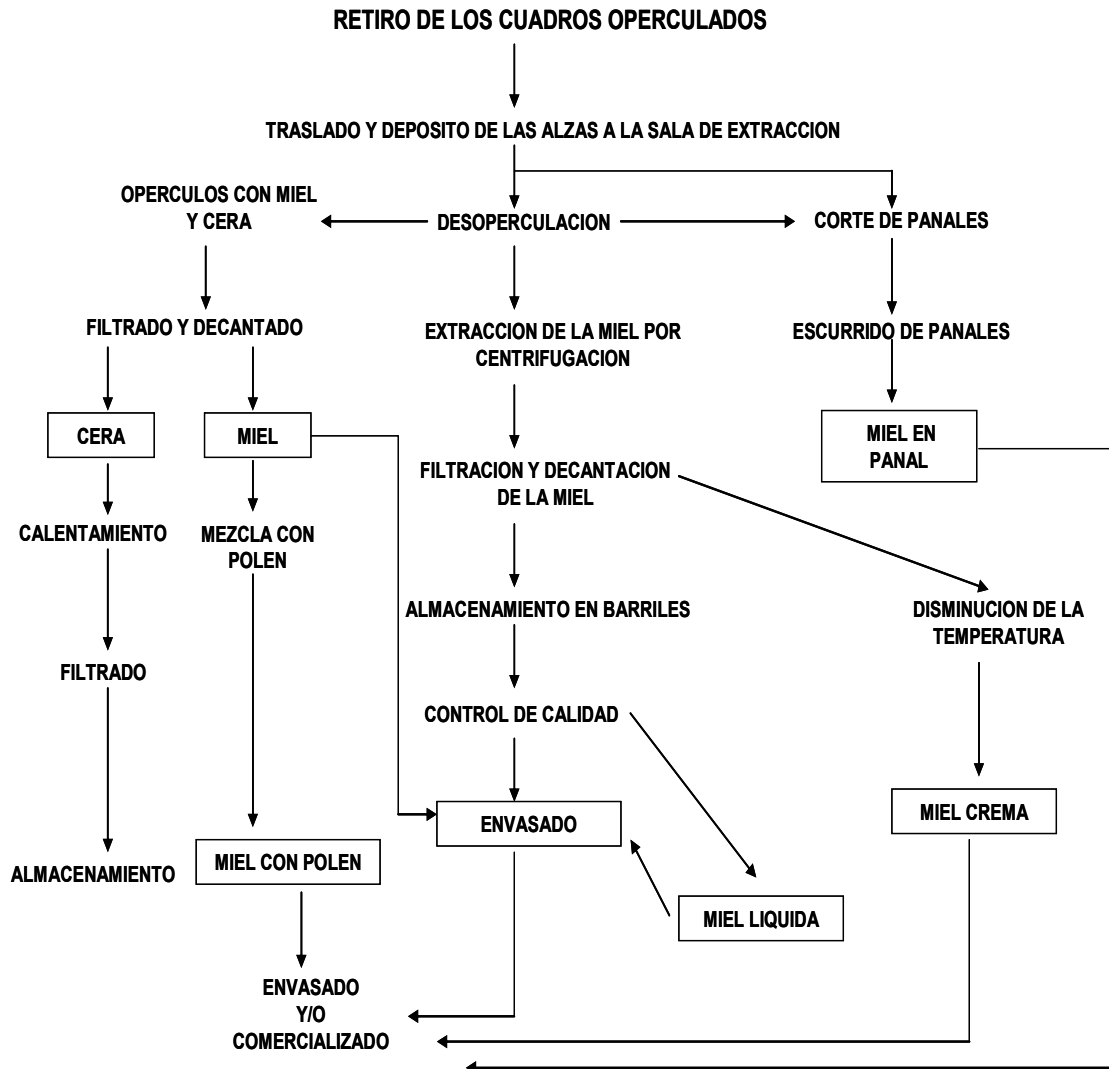 RETIRO DE LOS CUADROS OPERCULADOS
TRASLADO Y DEPOSITO DE LAS ALZAS A LA SALA DE EXTRACCION
OPERCULOS CON MIEL
Y CERA
DESOPERCULACION
CORTE DE PANALES
FILTRADO Y DECANTADO
EXTRACCION DE LA MIEL POR
CENTRIFUGACION
ESCURRIDO DE PANALES
CERA
MIEL
MIEL EN
PANAL
FILTRACION Y DECANTACION
DE LA MIEL
CALENTAMIENTO
MEZCLA CON
POLEN
ALMACENAMIENTO EN BARRILES
DISMINUCION DE LA
TEMPERATURA
FILTRADO
CONTROL DE CALIDAD
ENVASADO
MIEL CREMA
ALMACENAMIENTO
MIEL CON POLEN
MIEL LIQUIDA
ENVASADO
Y/O
COMERCIALIZADO